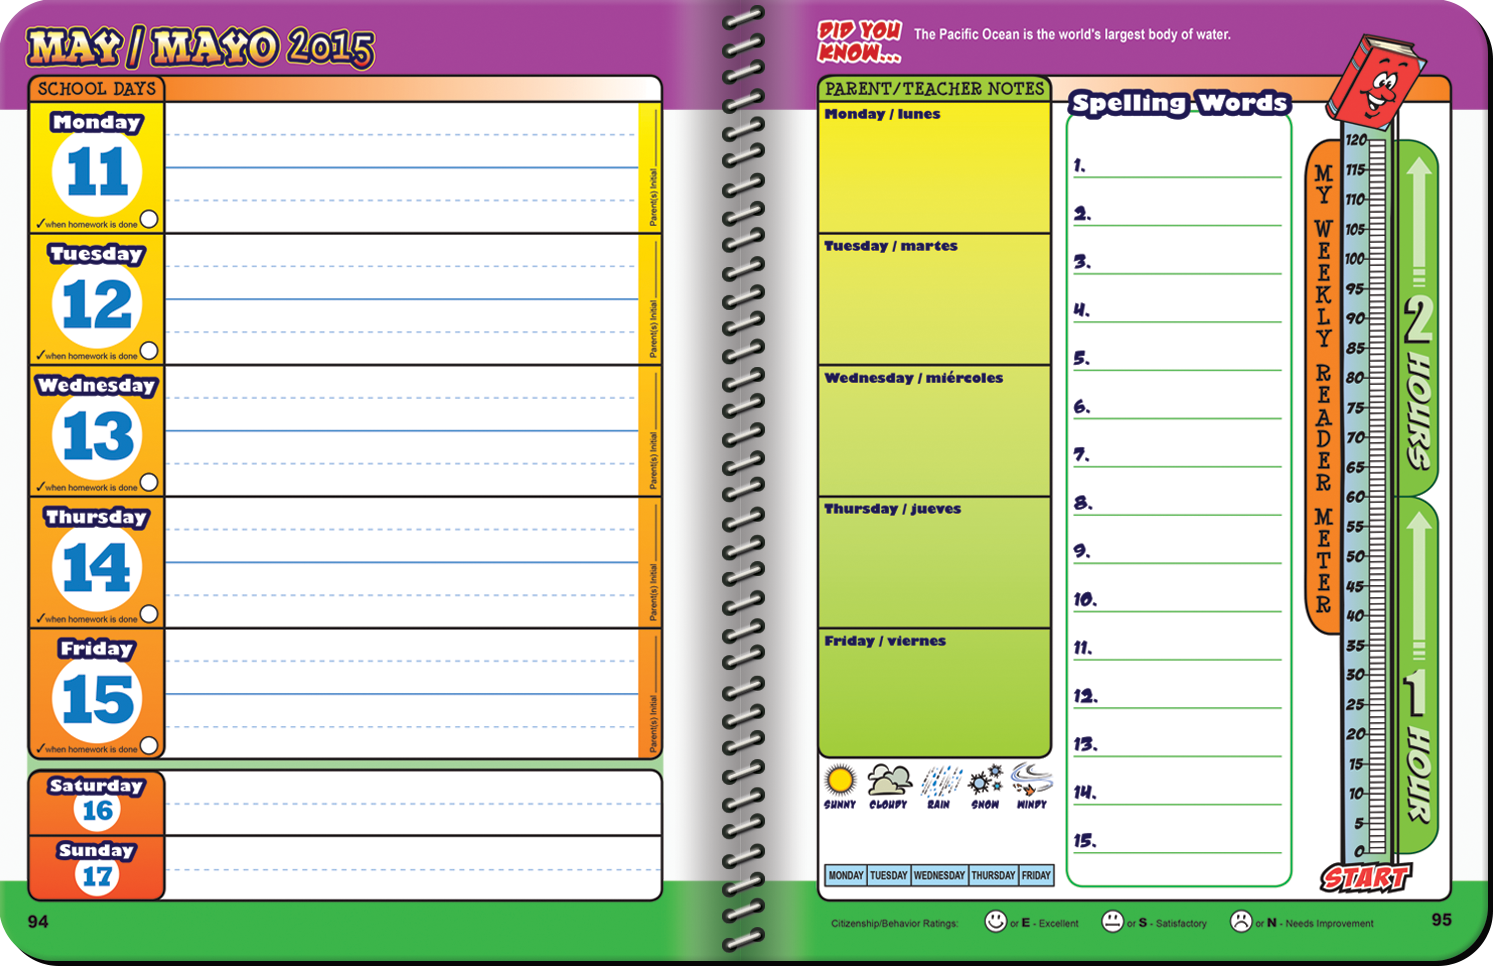 MAY / MAYO 2015
SCHOOL DAYS
Monday
11
✓when homework is done
Parent(s) Initial
Tuesday
12
✓when homework is done
Parent(s) Initial
Wednesday
13
✓when homework is done
Parent(s) Initial
Thursday
14
✓when homework is done
Parent(s) Initial
Friday
15
✓when homework is done
Parent(s) Initial
Saturday
16
Sunday
17
94
DID YOU
KNOW...
The Pacific Ocean is the world's largest body of water.
PARENT/TEACHER NOTES
Monday / lunes
Tuesday / martes
Wednesday / miércoles
Thursday / jueves
Friday / viernes
SUNNY CLOUDY RAIN SNOW WINDY
MONDAY TUESDAY WEDNESDAY THURSDAY FRIDAY
Spelling Words
1.
2.
3.
4.
5.
6.
7.
8.
9.
10.
11.
12.
13.
14.
15.
MY WEEKLY READER METER
120
115
110
105
100
95
90
85
80
75
70
65
60
55
50
45
40
35
30
25
20
15
10
5
0
2 HOURS
1 HOUR
START
Citizenship/Behavior Ratings: or E - Excellent or S - Satisfactory or N - Needs Improvement
95